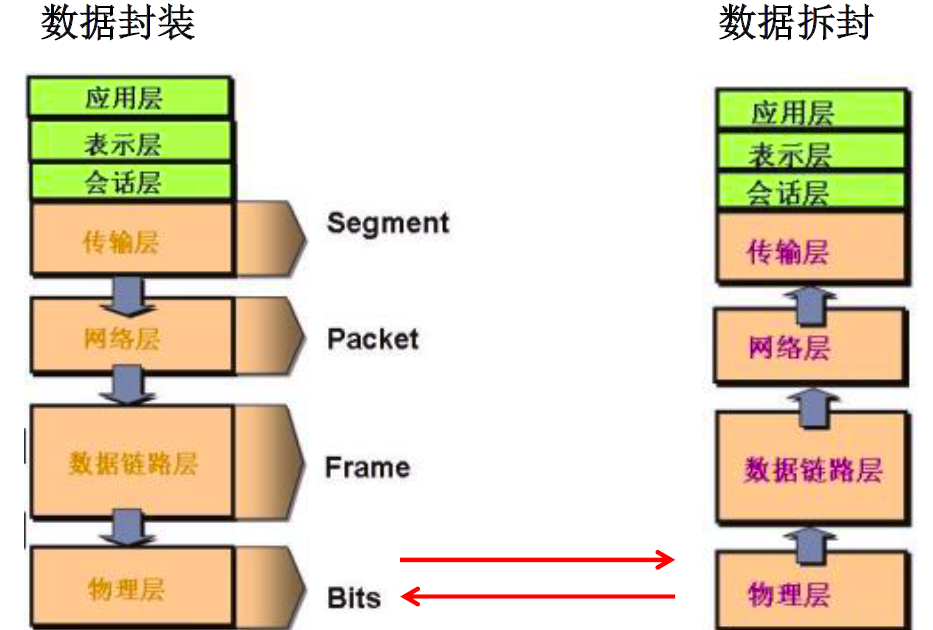 数据封装
应用层
表示层
会话层
传输层
Segment
网络层
Packet
数据链路层
Frame
物理层
Bits
数据拆封
应用层
表示层
会话层
传输层
网络层
数据链路层
物理层